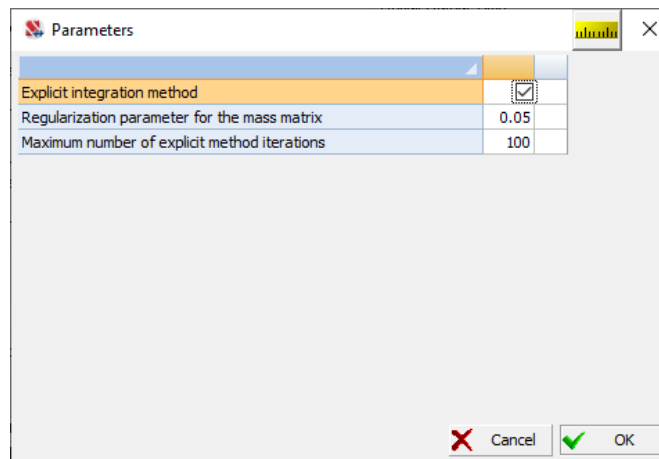 Parameters
Explicit integration method
Regularization parameter for the mass matrix 0.05
Maximum number of explicit method iterations 100
Cancel OK